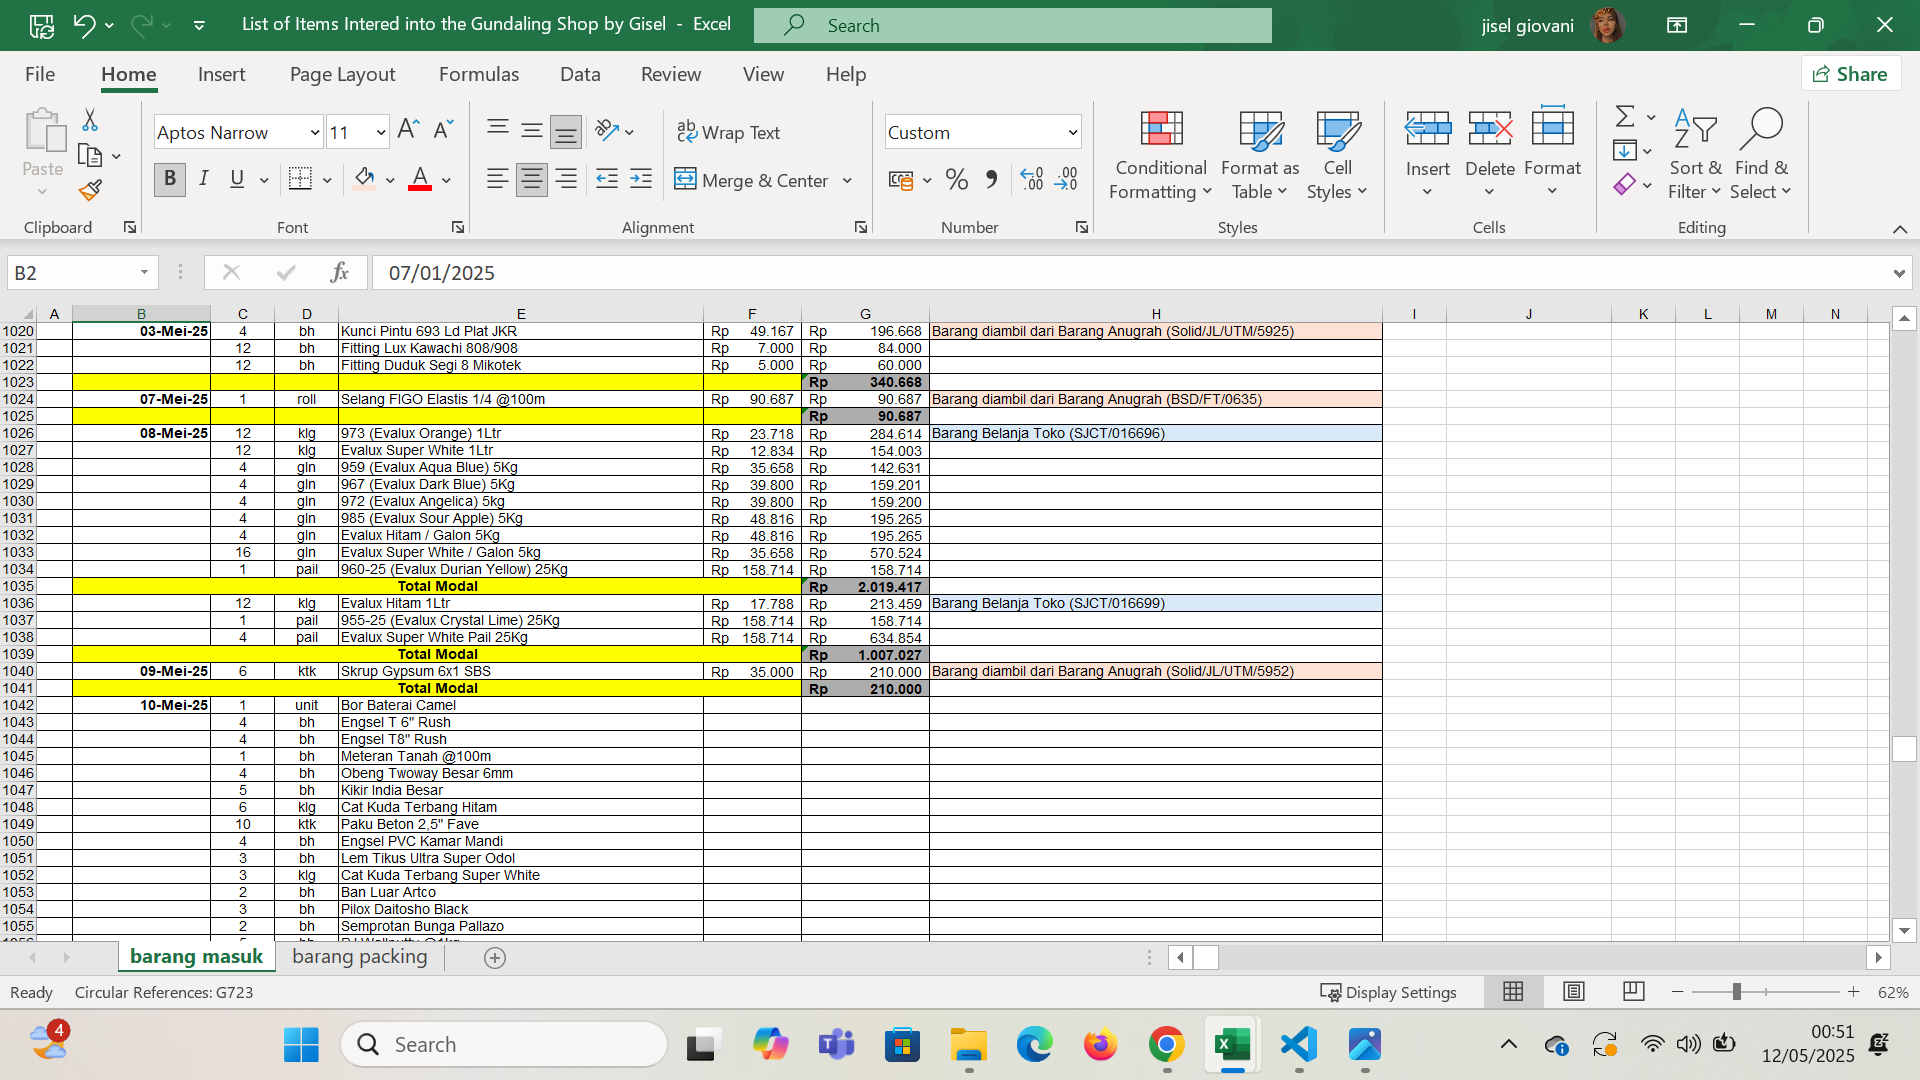 List of Items Intered into the Gundaling Shop by Gisel - Excel
Search
jisel giovani
File Home Insert Page Layout Formulas Data Review View Help
Share
Paste
Aptos Narrow 11
B I U
Wrap Text
Merge & Center
Custom
Conditional Formatting
Format as Table
Cell Styles
Insert Delete Format
Sort & Filter
Find & Select
Clipboard Font Alignment Number Styles Cells Editing
B2 fx 07/01/2025
A B C D E F G H I J K L M N
1020 03-Mei-25 4 bh Kunci Pintu 693 Ld Plat JKR Rp 49.167 Rp 196.668 Barang diambil dari Barang Anugrah (Solid/JL/UTM/5925)
1021 12 bh Fitting Lux Kawachi 808/908 Rp 7.000 Rp 84.000
1022 12 bh Fitting Duduk Segi 8 Mikotek Rp 5.000 Rp 60.000
1023 Rp 340.668
1024 07-Mei-25 1 roll Selang FIGO Elastis 1/4 @100m Rp 90.687 Rp 90.687 Barang diambil dari Barang Anugrah (BSD/FT/0635)
1025 Rp 90.687
1026 08-Mei-25 12 klg 973 (Evalux Orange) 1Ltr Rp 23.718 Rp 284.614 Barang Belanja Toko (SJCT/016696)
1027 12 klg Evalux Super White 1Ltr Rp 12.834 Rp 154.003
1028 4 gln 959 (Evalux Aqua Blue) 5Kg Rp 35.658 Rp 142.631
1029 4 gln 967 (Evalux Dark Blue) 5Kg Rp 39.800 Rp 159.201
1030 4 gln 972 (Evalux Angelica) 5kg Rp 39.800 Rp 159.200
1031 4 gln 985 (Evalux Sour Apple) 5Kg Rp 48.816 Rp 195.265
1032 4 gln Evalux Hitam / Galon 5Kg Rp 48.816 Rp 195.265
1033 16 gln Evalux Super White / Galon 5kg Rp 35.658 Rp 570.524
1034 1 pail 960-25 (Evalux Durian Yellow) 25Kg Rp 158.714 Rp 158.714
1035 Total Modal Rp 2.019.417
1036 12 klg Evalux Hitam 1Ltr Rp 17.788 Rp 213.459 Barang Belanja Toko (SJCT/016699)
1037 1 pail 955-25 (Evalux Crystal Lime) 25Kg Rp 158.714 Rp 158.714
1038 4 pail Evalux Super White Pail 25Kg Rp 158.714 Rp 634.854
1039 Total Modal Rp 1.007.027
1040 09-Mei-25 6 ktk Skrup Gypsum 6x1 SBS Rp 35.000 Rp 210.000 Barang diambil dari Barang Anugrah (Solid/JL/UTM/5952)
1041 Total Modal Rp 210.000
1042 10-Mei-25 1 unit Bor Baterai Camel
1043 4 bh Engsel T 6" Rush
1044 4 bh Engsel T8" Rush
1045 1 bh Meteran Tanah @100m
1046 4 bh Obeng Twoway Besar 6mm
1047 5 bh Kikir India Besar
1048 6 klg Cat Kuda Terbang Hitam
1049 10 ktk Paku Beton 2,5" Fave
1050 4 bh Engsel PVC Kamar Mandi
1051 3 bh Lem Tikus Ultra Super Odol
1052 3 klg Cat Kuda Terbang Super White
1053 2 bh Ban Luar Artco
1054 3 bh Pilox Daitosho Black
1055 2 bh Semprotan Bunga Pallazo
barang masuk barang packing
Ready Circular References: G723 Display Settings 62%
4 Search 00:51
12/05/2025